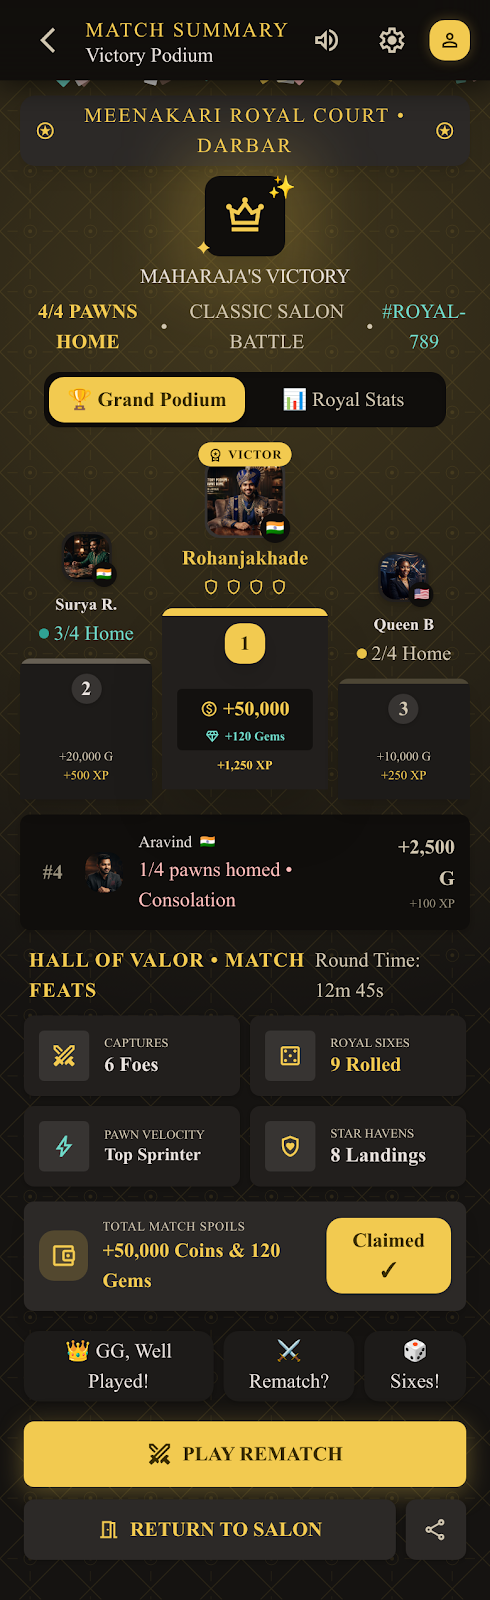 MATCH SUMMARY
Victory Podium
MEENAKARI ROYAL COURT •
DARBAR
MAHARAJA'S VICTORY
4/4 PAWNS
HOME
•
CLASSIC SALON
BATTLE
•
#ROYAL-
789
🏆 Grand Podium
📊 Royal Stats
VICTOR
Rohanjakhade
Surya R.
3/4 Home
Queen B
2/4 Home
1
+50,000
+120 Gems
+1,250 XP
2
+20,000 G
+500 XP
3
+10,000 G
+250 XP
#4
Aravind 🇮🇳
1/4 pawns homed •
Consolation
+2,500
G
+100 XP
HALL OF VALOR • MATCH
FEATS
Round Time:
12m 45s
CAPTURES
6 Foes
ROYAL SIXES
9 Rolled
PAWN VELOCITY
Top Sprinter
STAR HAVENS
8 Landings
TOTAL MATCH SPOILS
+50,000 Coins & 120
Gems
Claimed
✓
👑 GG, Well
Played!
⚔️
Rematch?
🎲
Sixes!
PLAY REMATCH
RETURN TO SALON